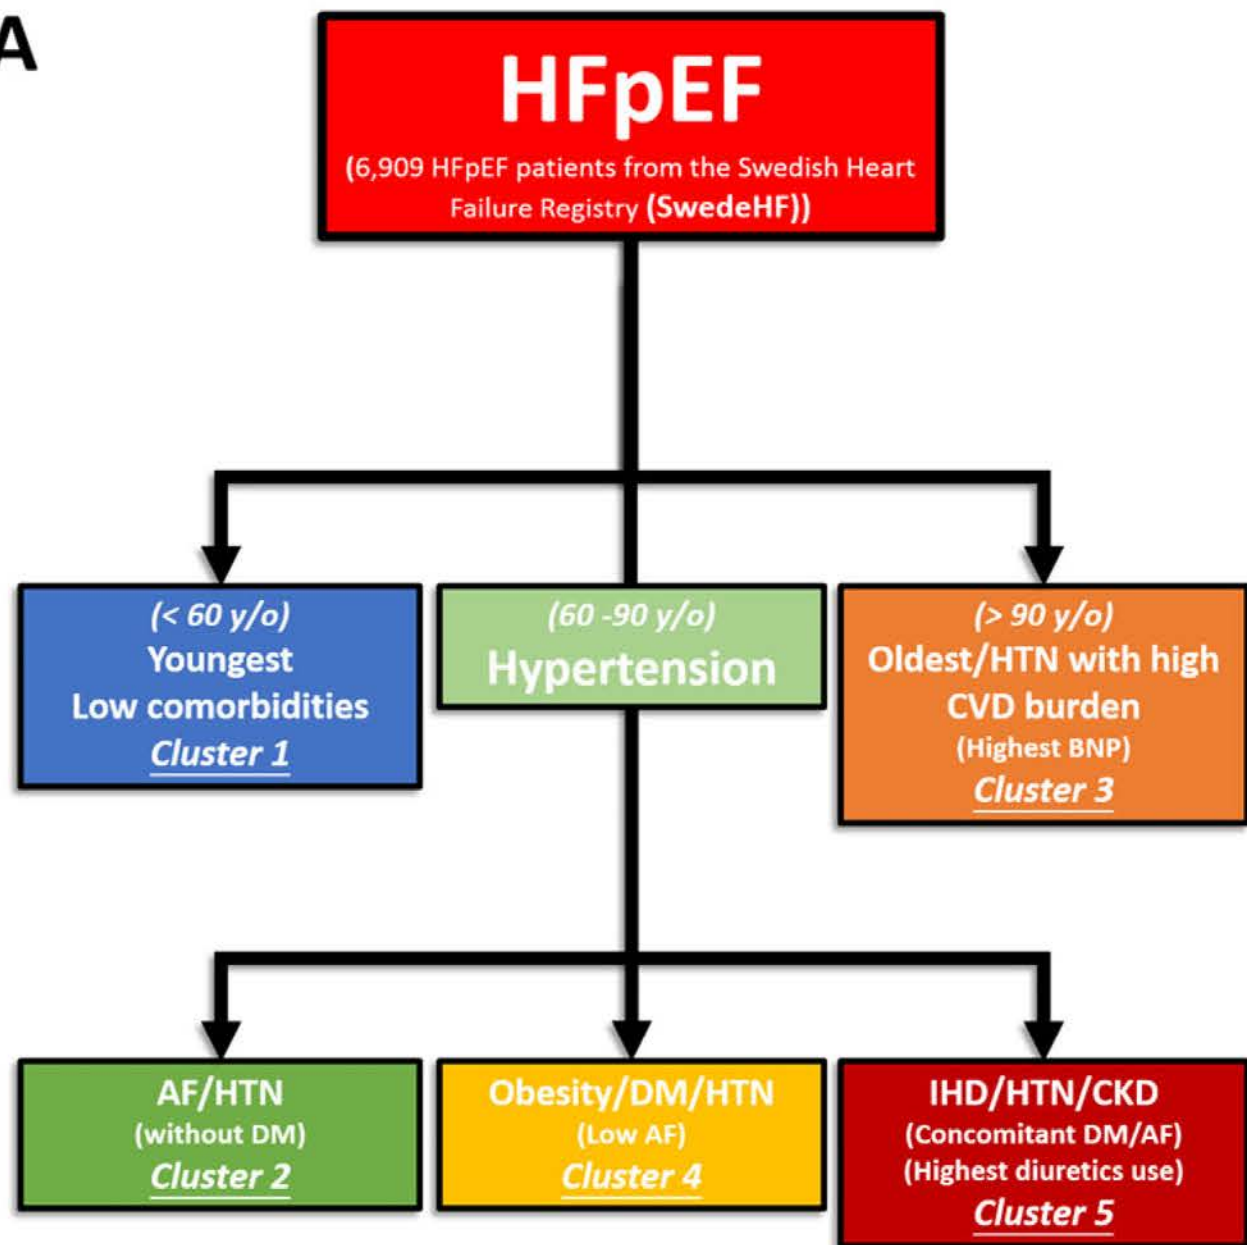 A
HFpEF
(6,909 HFpEF patients from the Swedish Heart
Failure Registry (SwedeHF))
(< 60 y/o)
Youngest
Low comorbidities
Cluster 1
(60 -90 y/o)
Hypertension
(> 90 y/o)
Oldest/HTN with high
CVD burden
(Highest BNP)
Cluster 3
AF/HTN
(without DM)
Cluster 2
Obesity/DM/HTN
(Low AF)
Cluster 4
IHD/HTN/CKD
(Concomitant DM/AF)
(Highest diuretics use)
Cluster 5